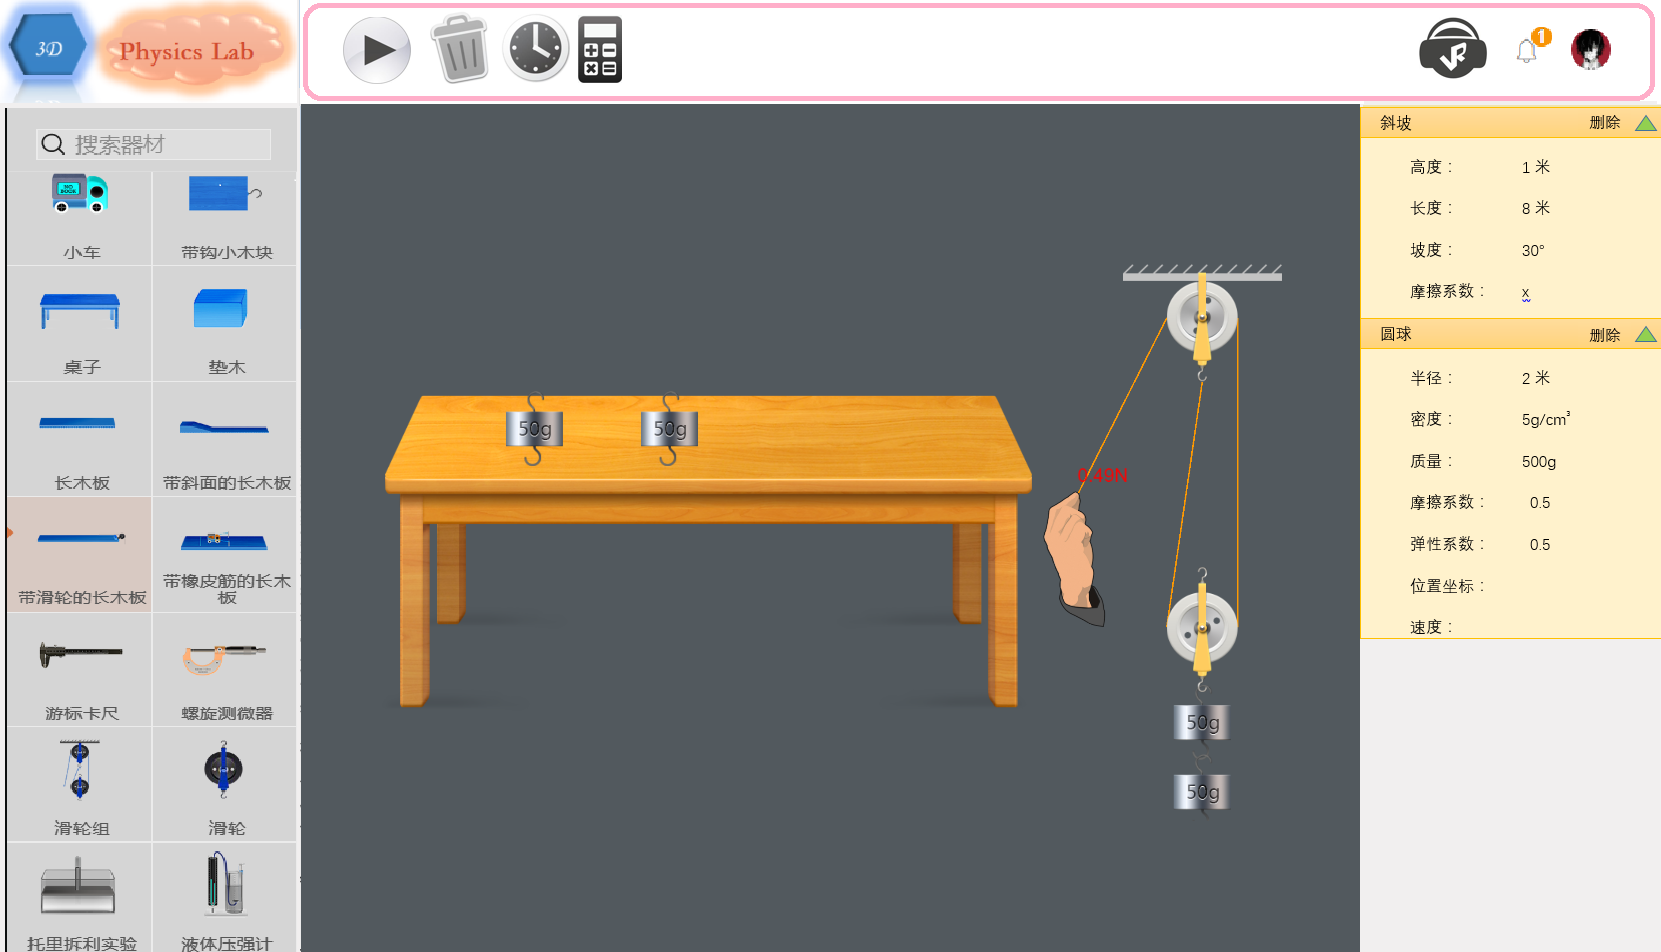 3D
Physics Lab
1
搜索器材
小车
带钩小木块
桌子
垫木
长木板
带斜面的长木板
带滑轮的长木板
带橡皮筋的长木
板
游标卡尺
螺旋测微器
滑轮组
滑轮
托里拆利实验
液体压强计
50g
50g
0.49N
50g
50g
斜坡 删除
高度： 1 米
长度： 8 米
坡度： 30°
摩擦系数： x
圆球 删除
半径： 2 米
密度： 5g/cm³
质量： 500g
摩擦系数： 0.5
弹性系数： 0.5
位置坐标：
速度：